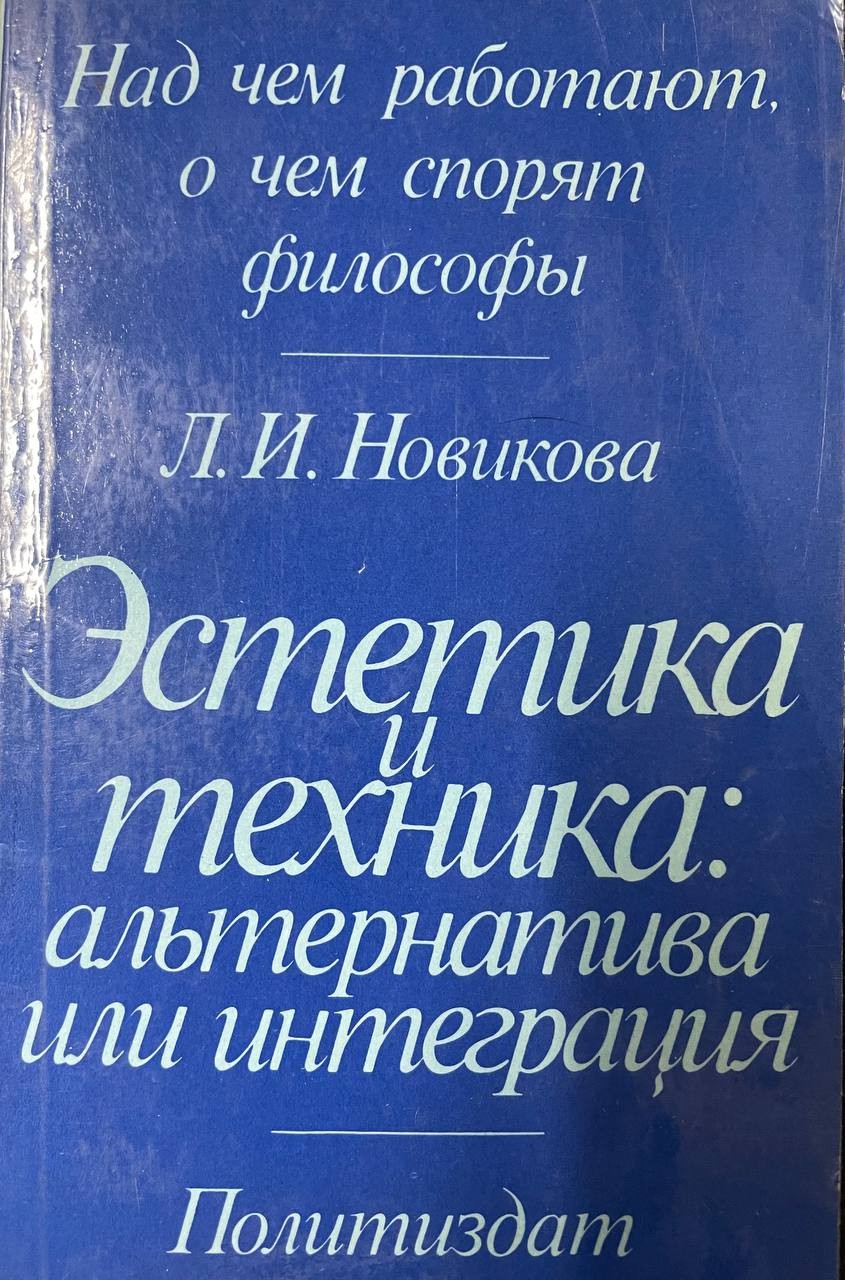 Над чем работают,
о чем спорят
философы
Л. И. Новикова
Эстетика
и
техника:
альтернатива
или интеграция
Политиздат